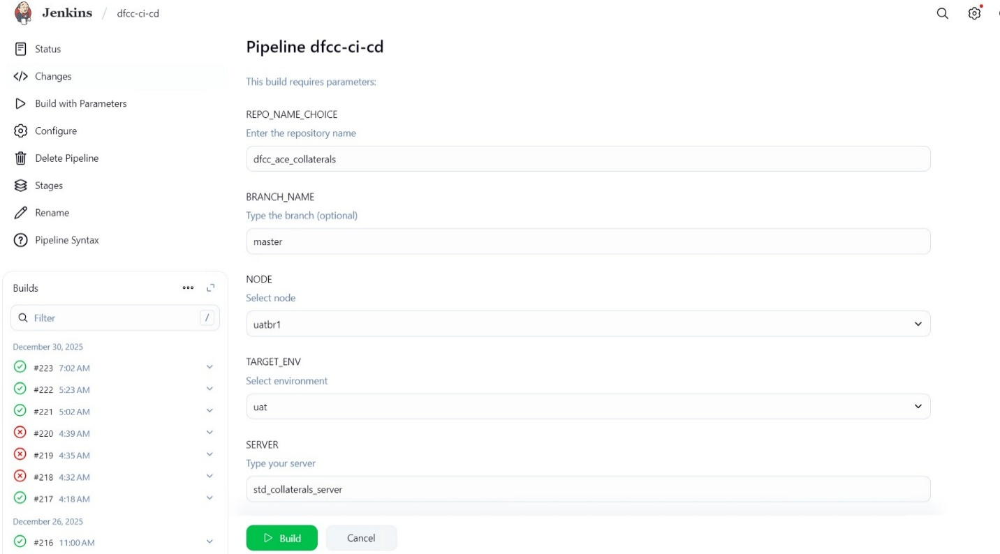 Jenkins / dfcc-ci-cd
Status
Changes
Build with Parameters
Configure
Delete Pipeline
Stages
Rename
Pipeline Syntax
Builds
Filter /
December 30, 2025
#223 7:02 AM
#222 5:23 AM
#221 5:02 AM
#220 4:39 AM
#219 4:35 AM
#218 4:32 AM
#217 4:18 AM
December 26, 2025
#216 11:00 AM
Pipeline dfcc-ci-cd
This build requires parameters:
REPO_NAME_CHOICE
Enter the repository name
dfcc_ace_collaterals
BRANCH_NAME
Type the branch (optional)
master
NODE
Select node
uatbr1
TARGET_ENV
Select environment
uat
SERVER
Type your server
std_collaterals_server
Build
Cancel